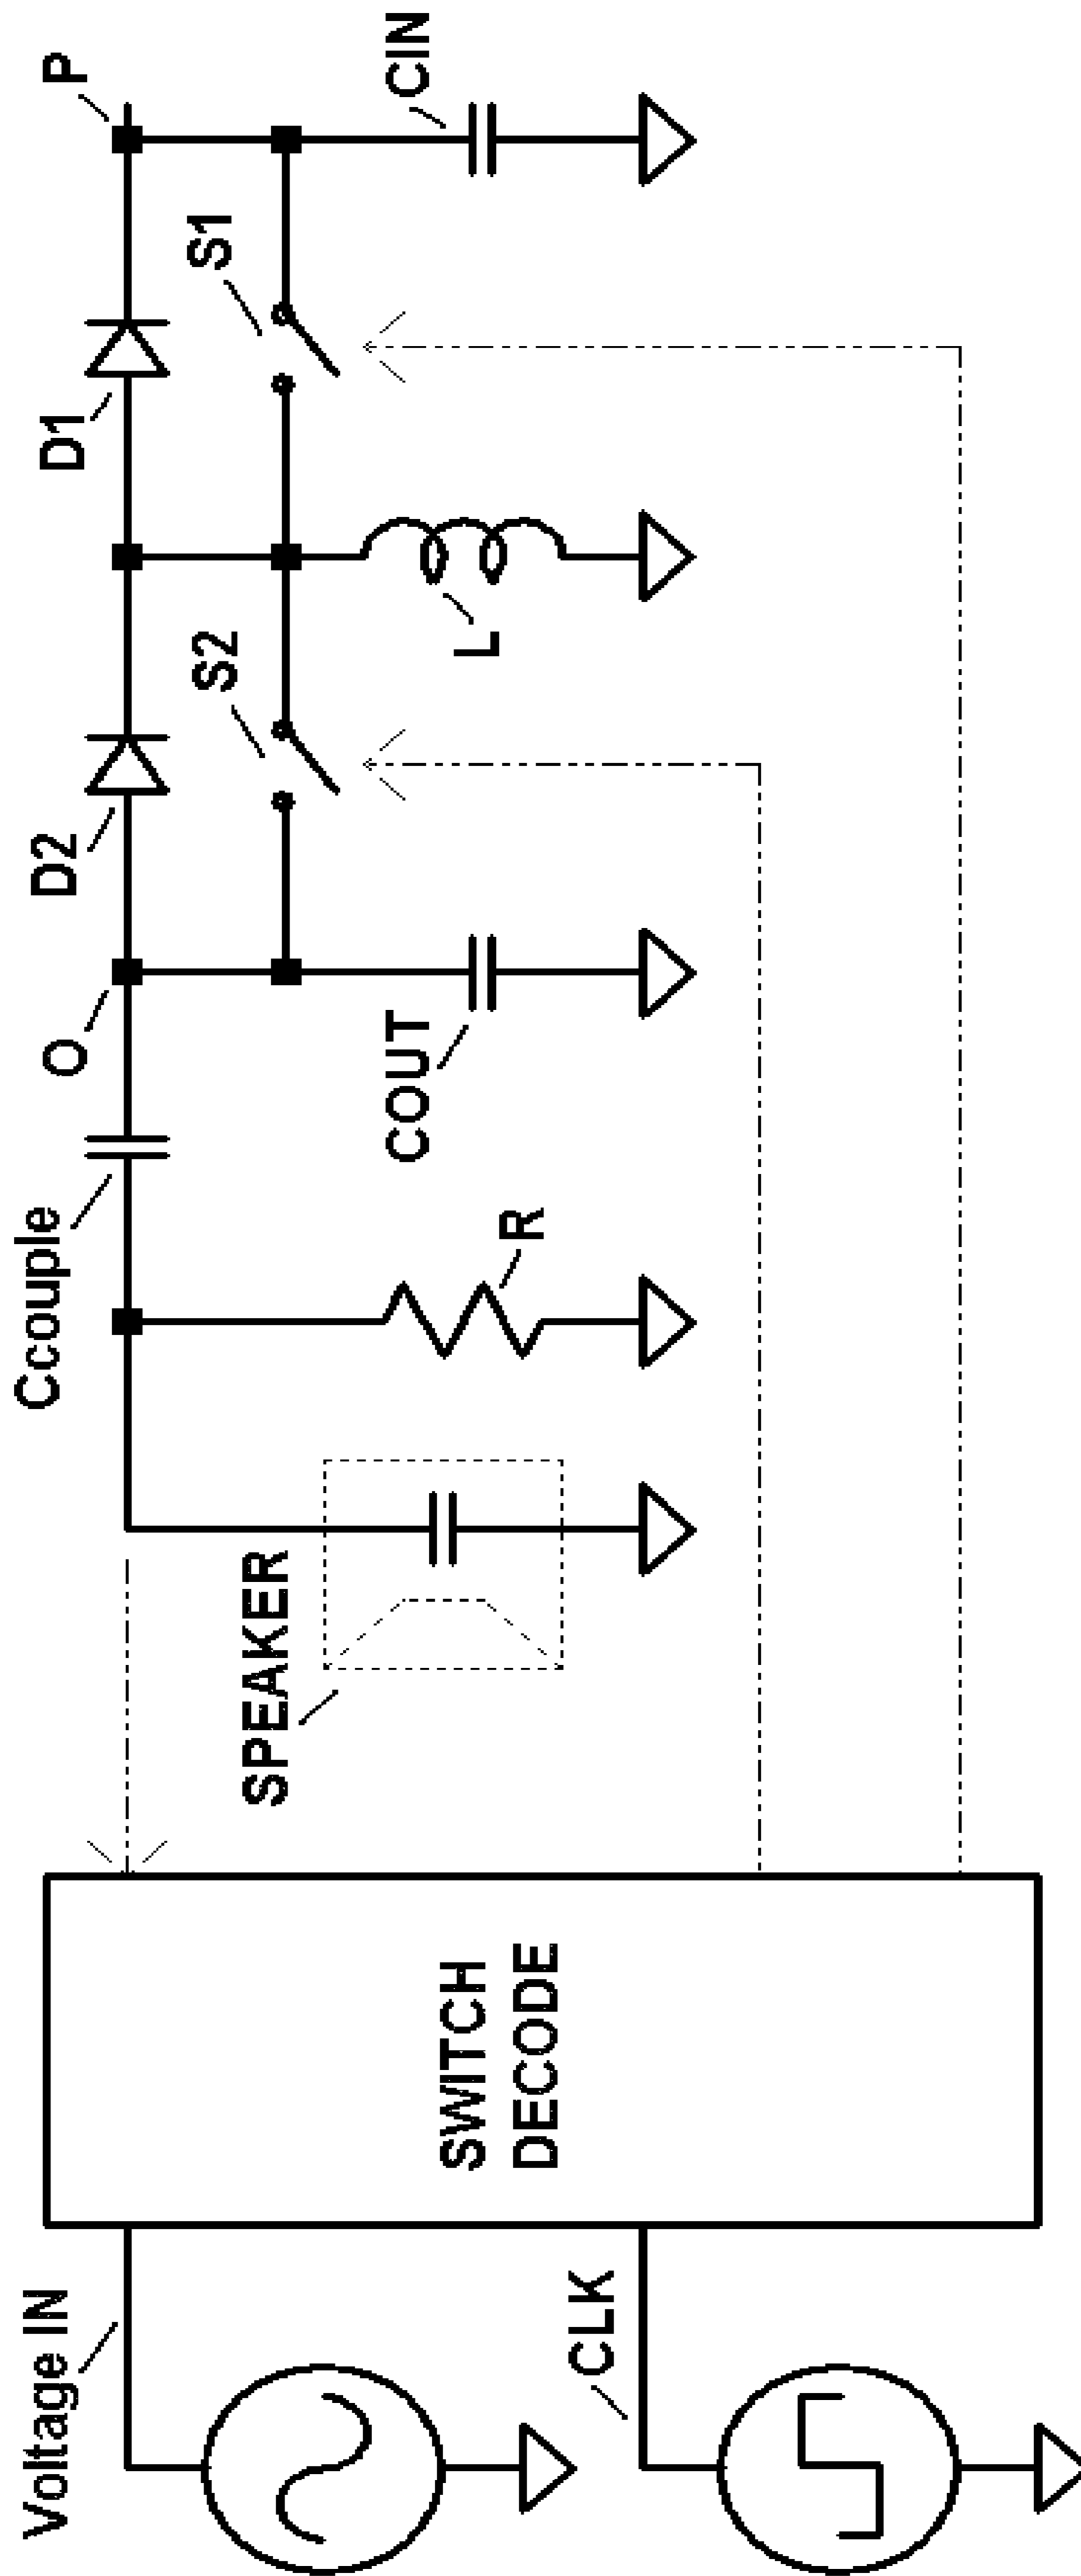 Voltage IN
CLK
SWITCH
DECODE
SPEAKER
Ccouple
R
O
COUT
D2
S2
L
D1
S1
P
CIN